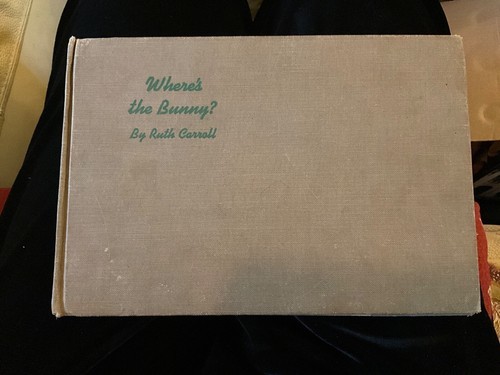 Where's
the Bunny?
By Ruth Carroll